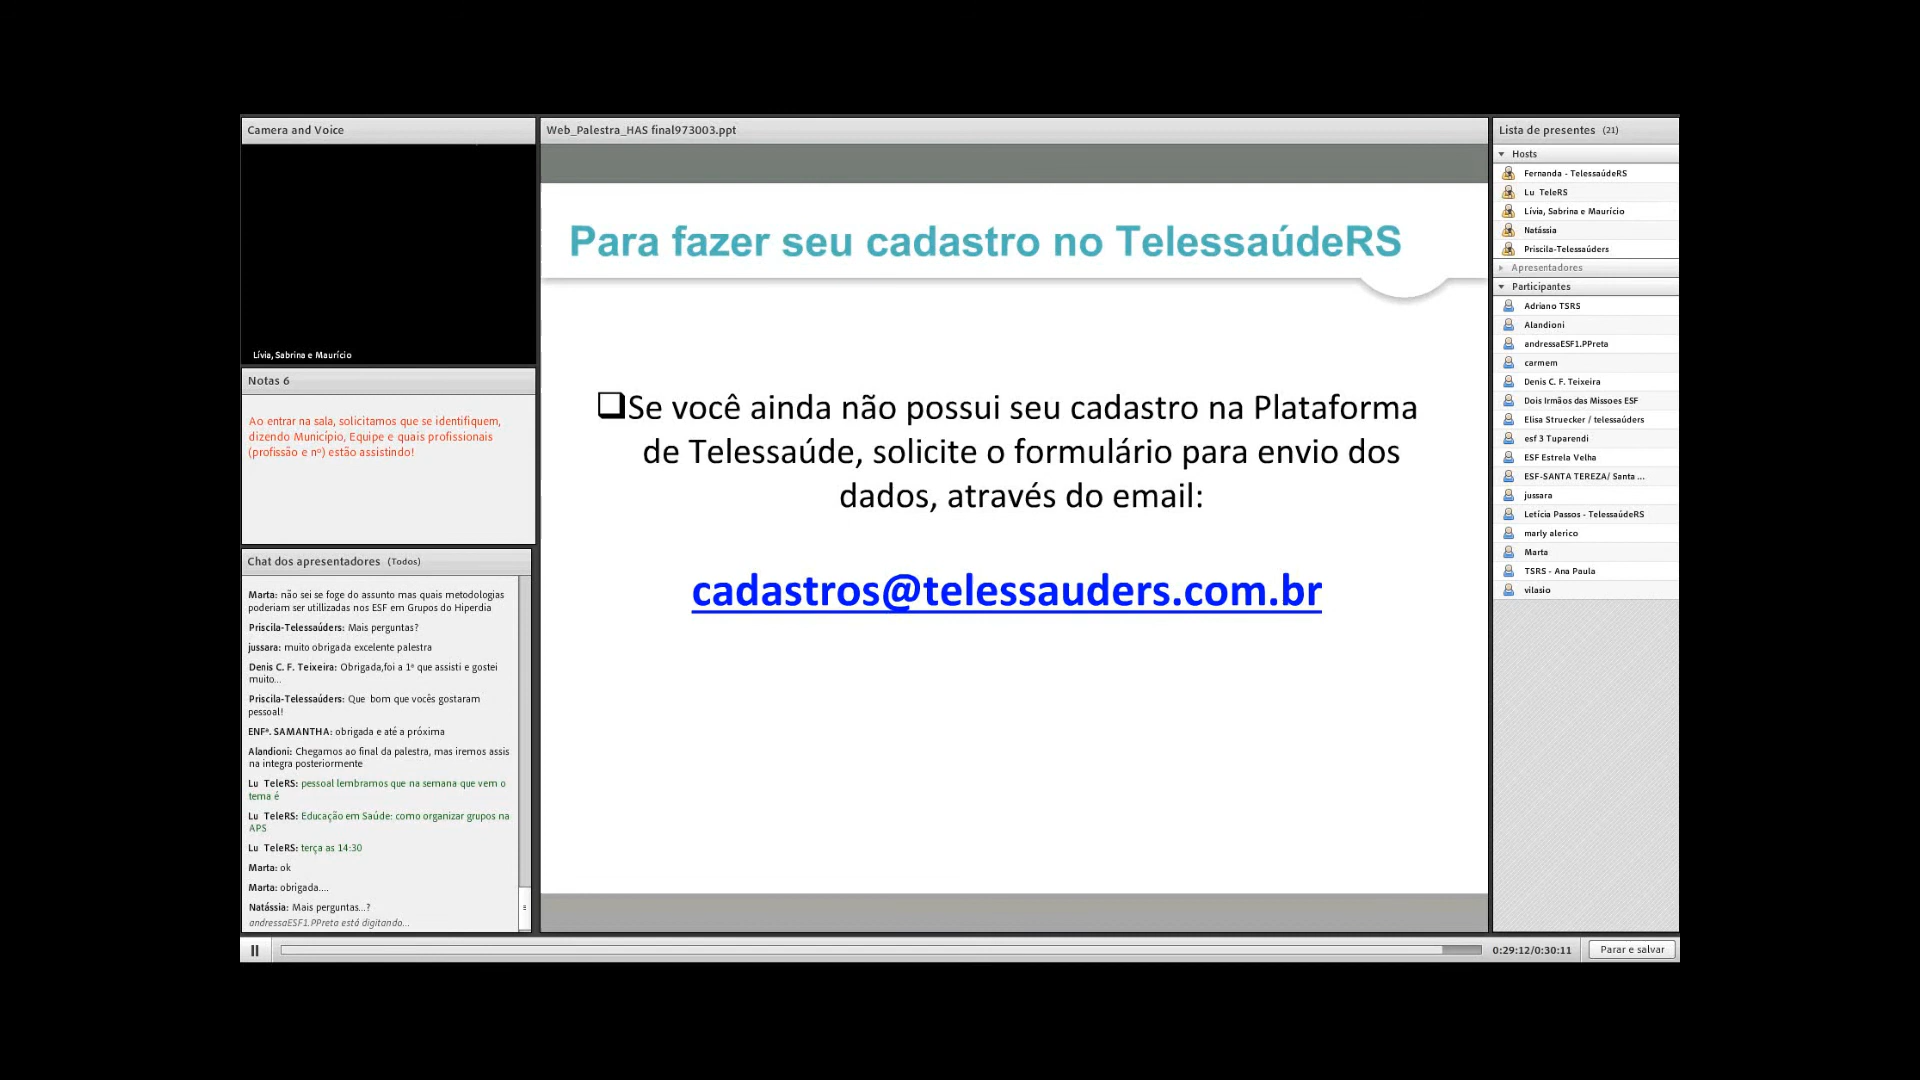 Camera and Voice
Lívia, Sabrina e Maurício
Notas 6
Ao entrar na sala, solicitamos que se identifiquem,
dizendo Município, Equipe e quais profissionais
(profissão e nº) estão assistindo!
Chat dos apresentadores (Todos)
Marta: não sei se foge do assunto mas quais metodologias
poderiam ser utillizadas nos ESF em Grupos do Hiperdia
Priscila-Telessaúders: Mais perguntas?
jussara: muito obrigada excelente palestra
Denis C. F. Teixeira: Obrigada,foi a 1ª que assisti e gostei
muito...
Priscila-Telessaúders: Que bom que vocês gostaram
pessoal!
ENFª. SAMANTHA: obrigada e até a próxima
Alandioni: Chegamos ao final da palestra, mas iremos assis
na integra posteriormente
Lu TeleRS: pessoal lembramos que na semana que vem o
tema é
Lu TeleRS: Educação em Saúde: como organizar grupos na
APS
Lu TeleRS: terça as 14:30
Marta: ok
Marta: obrigada....
Natássia: Mais perguntas...?
andressaESF1.PPreta está digitando...
Web_Palestra_HAS final973003.ppt
Para fazer seu cadastro no TelessaúdeRS
Se você ainda não possui seu cadastro na Plataforma
de Telessaúde, solicite o formulário para envio dos
dados, através do email:
cadastros@telessauders.com.br
Lista de presentes (21)
Hosts
Fernanda - TelessaúdeRS
Lu TeleRS
Lívia, Sabrina e Maurício
Natássia
Priscila-Telessaúders
Apresentadores
Participantes
Adriano TSRS
Alandioni
andressaESF1.PPreta
carmem
Denis C. F. Teixeira
Dois Irmãos das Missoes ESF
Elisa Struecker / telessaúders
esf 3 Tuparendi
ESF Estrela Velha
ESF-SANTA TEREZA/ Santa ...
jussara
Letícia Passos - TelessaúdeRS
marly alerico
Marta
TSRS - Ana Paula
vilasio
0:29:12/0:30:11
Parar e salvar